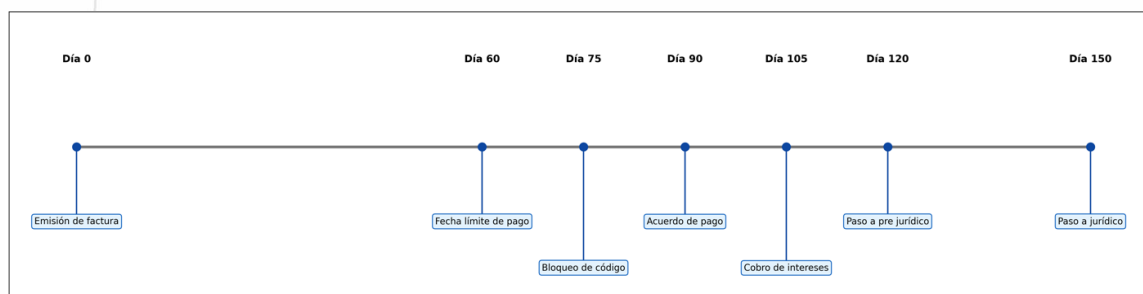 Día 0
Día 60
Día 75
Día 90
Día 105
Día 120
Día 150
Emisión de factura
Fecha límite de pago
Acuerdo de pago
Paso a pre jurídico
Paso a jurídico
Bloqueo de código
Cobro de intereses